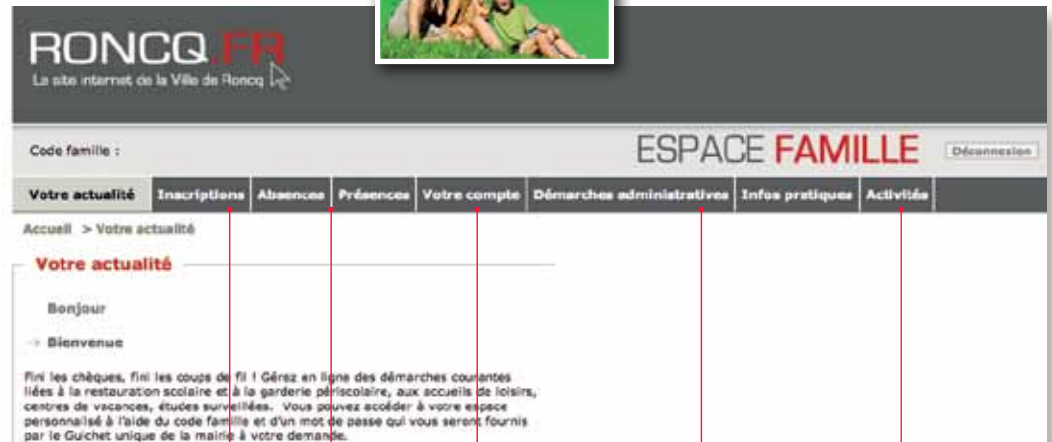 RONCQ.FR
Le site internet de la Ville de Roncq
Code famille :
ESPACE FAMILLE
Déconnexion
Votre actualité Inscriptions Absences Présences Votre compte Démarches administratives Infos pratiques Activités
Accueil > Votre actualité
Votre actualité
Bonjour
Bienvenue
Fini les chèques, fini les coups de fil ! Gérez en ligne des démarches courantes
liées à la restauration scolaire et à la garderie périscolaire, aux accueils de loisirs,
centres de vacances, études surveillées. Vous pouvez accéder à votre espace
personnalisé à l'aide du code famille et d'un mot de passe qui vous seront fournis
par le Guichet unique de la mairie à votre demande.